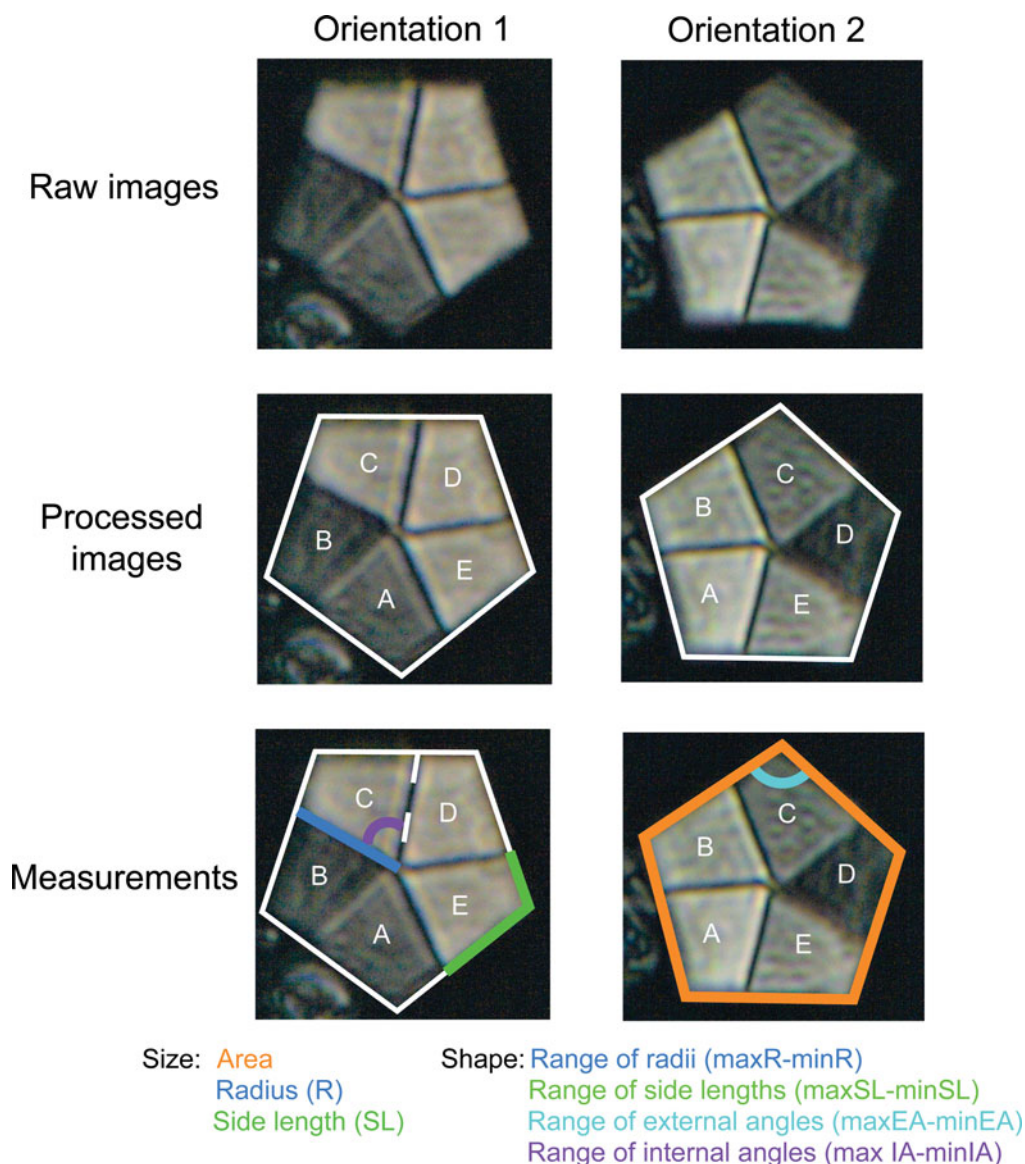 Orientation 1
Orientation 2
Raw images
Processed
images
C
D
B
E
A
C
B
D
A
E
Measurements
C
D
B
E
A
C
B
D
A
E
Size: Area
Radius (R)
Side length (SL)
Shape: Range of radii (maxR-minR)
Range of side lengths (maxSL-minSL)
Range of external angles (maxEA-minEA)
Range of internal angles (max IA-minIA)